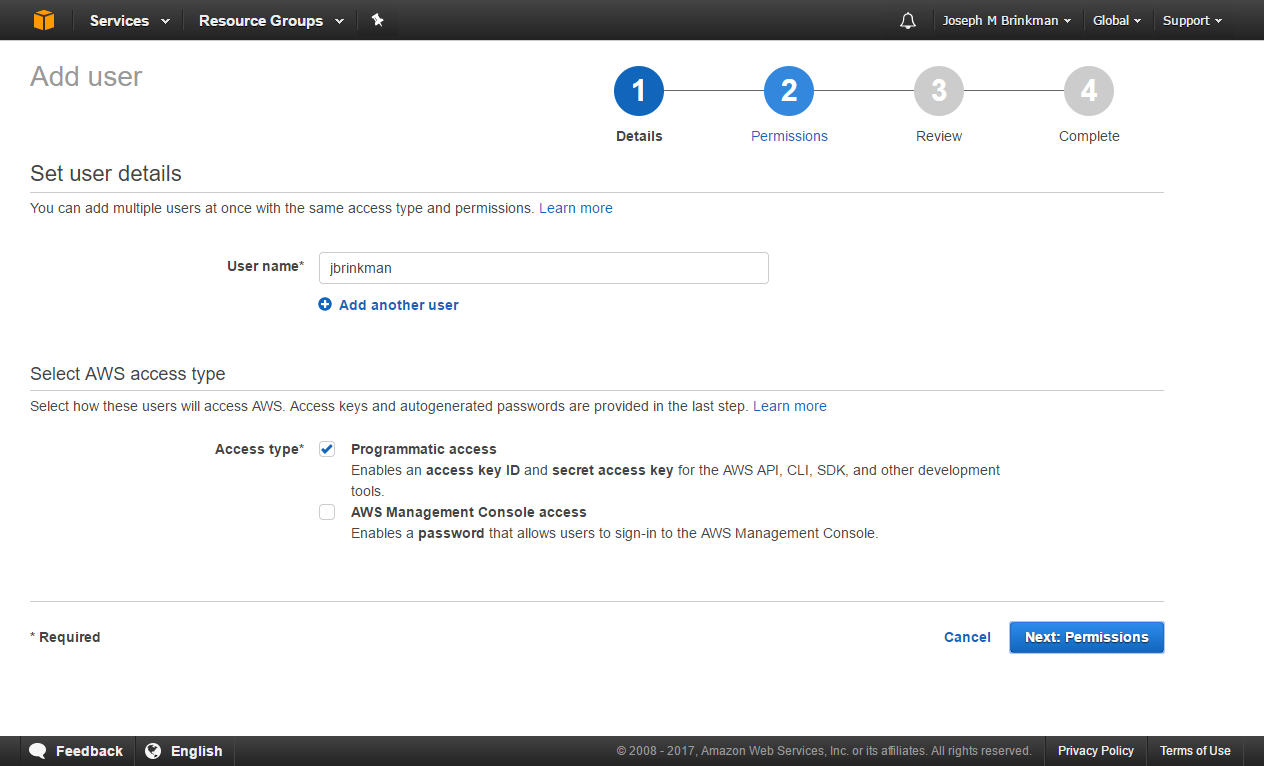 Services Resource Groups Joseph M Brinkman Global Support
Add user
1 2 3 4
Details Permissions Review Complete
Set user details
You can add multiple users at once with the same access type and permissions. Learn more
User name* jbrinkman
Add another user
Select AWS access type
Select how these users will access AWS. Access keys and autogenerated passwords are provided in the last step. Learn more
Access type* Programmatic access
Enables an access key ID and secret access key for the AWS API, CLI, SDK, and other development
tools.
AWS Management Console access
Enables a password that allows users to sign-in to the AWS Management Console.
* Required Cancel Next: Permissions
Feedback English © 2008 - 2017, Amazon Web Services, Inc. or its affiliates. All rights reserved. Privacy Policy Terms of Use